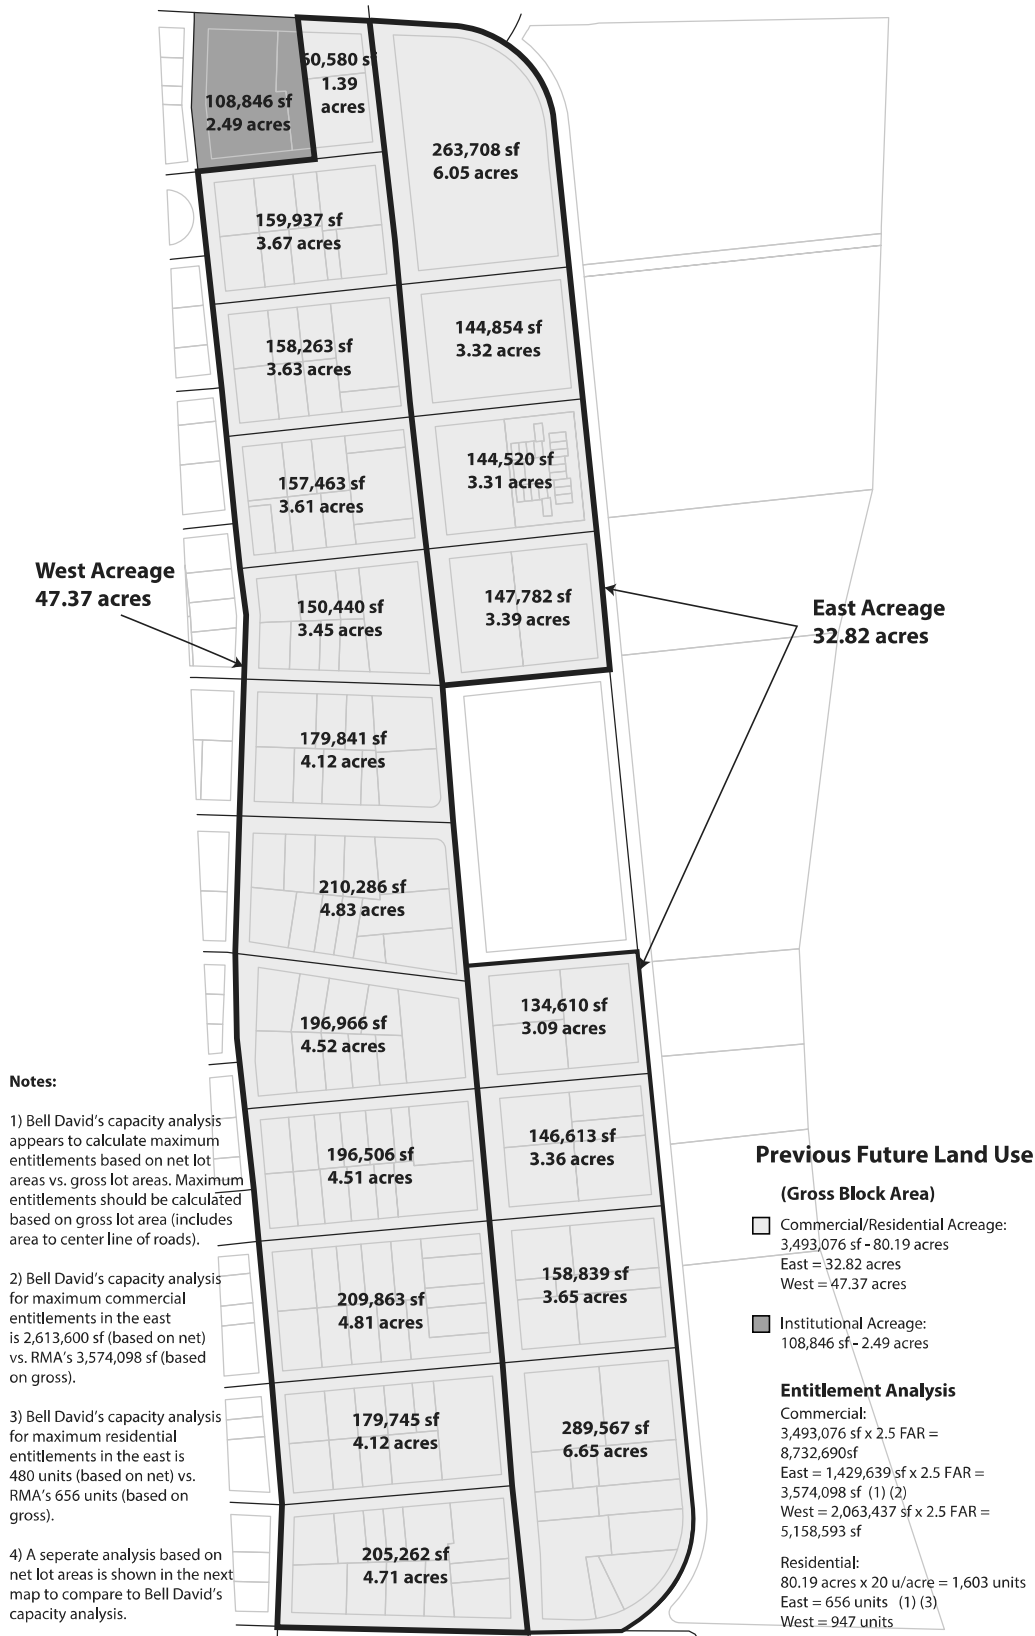 60,580 sf
1.39
acres
108,846 sf
2.49 acres
263,708 sf
6.05 acres
159,937 sf
3.67 acres
144,854 sf
3.32 acres
158,263 sf
3.63 acres
144,520 sf
3.31 acres
157,463 sf
3.61 acres
West Acreage
47.37 acres
150,440 sf
3.45 acres
147,782 sf
3.39 acres
East Acreage
32.82 acres
179,841 sf
4.12 acres
210,286 sf
4.83 acres
196,966 sf
4.52 acres
134,610 sf
3.09 acres
196,506 sf
4.51 acres
146,613 sf
3.36 acres
209,863 sf
4.81 acres
158,839 sf
3.65 acres
179,745 sf
4.12 acres
289,567 sf
6.65 acres
205,262 sf
4.71 acres
Notes:
1) Bell David's capacity analysis
appears to calculate maximum
entitlements based on net lot
areas vs. gross lot areas. Maximum
entitlements should be calculated
based on gross lot area (includes
area to center line of roads).
2) Bell David's capacity analysis
for maximum commercial
entitlements in the east
is 2,613,600 sf (based on net)
vs. RMA's 3,574,098 sf (based
on gross).
3) Bell David's capacity analysis
for maximum residential
entitlements in the east is
480 units (based on net) vs.
RMA's 656 units (based on
gross).
4) A seperate analysis based on
net lot areas is shown in the next
map to compare to Bell David's
capacity analysis.
Previous Future Land Use
(Gross Block Area)
Commercial/Residential Acreage:
3,493,076 sf - 80.19 acres
East = 32.82 acres
West = 47.37 acres
Institutional Acreage:
108,846 sf - 2.49 acres
Entitlement Analysis
Commercial:
3,493,076 sf x 2.5 FAR =
8,732,690sf
East = 1,429,639 sf x 2.5 FAR =
3,574,098 sf (1) (2)
West = 2,063,437 sf x 2.5 FAR =
5,158,593 sf
Residential:
80.19 acres x 20 u/acre = 1,603 units
East = 656 units (1) (3)
West = 947 units